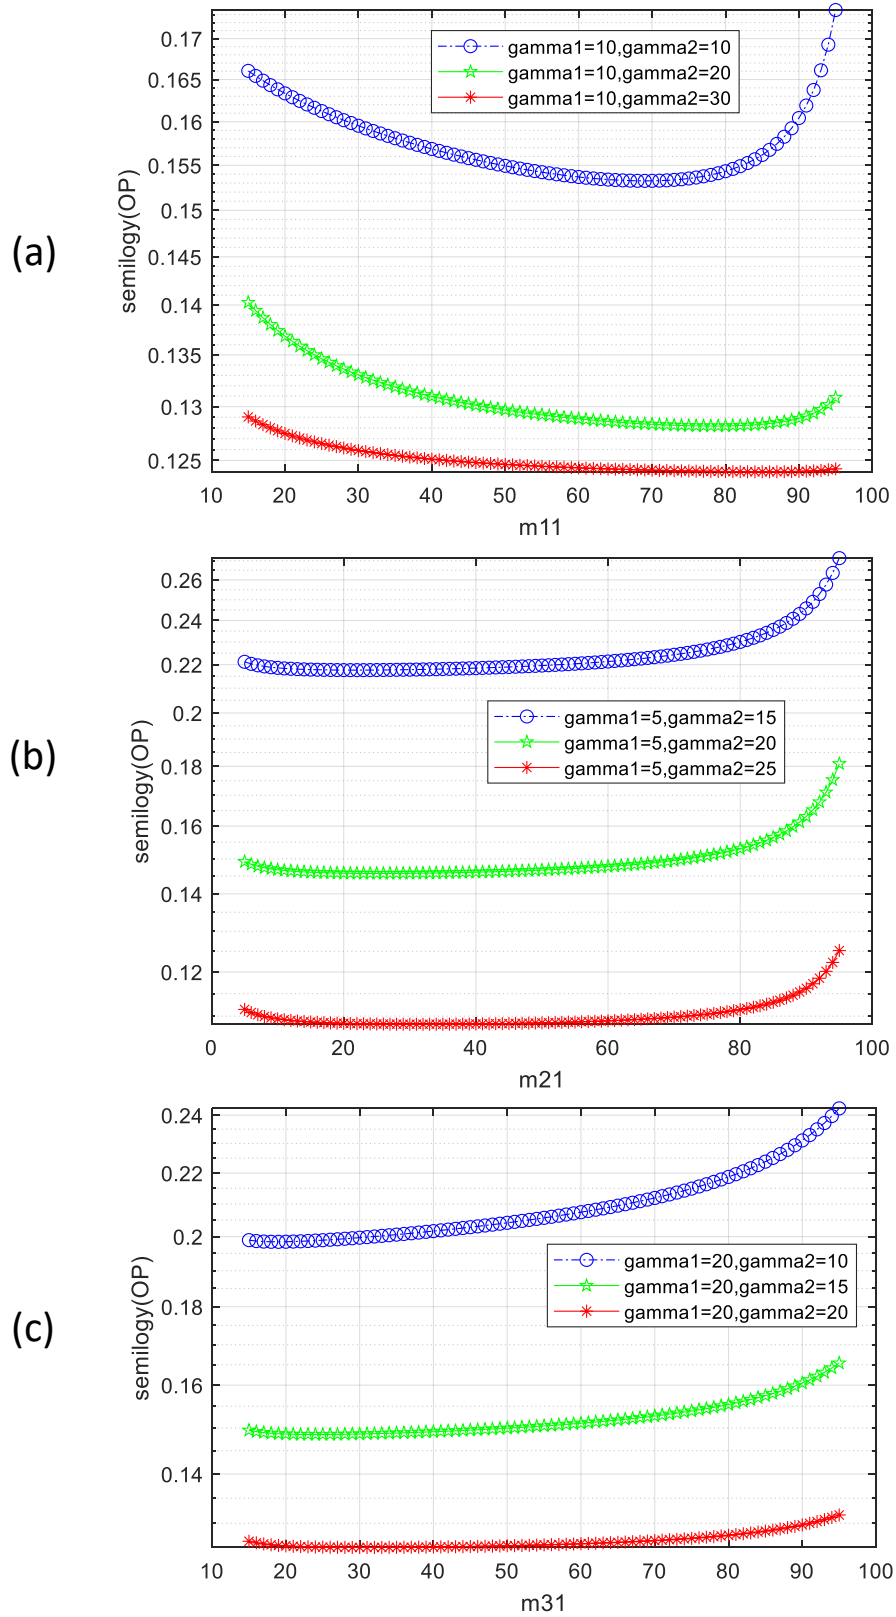 (a)
semilogy(OP)
0.17
0.165
0.16
0.155
0.15
0.145
0.14
0.135
0.13
0.125
gamma1=10,gamma2=10
gamma1=10,gamma2=20
gamma1=10,gamma2=30
10 20 30 40 50 60 70 80 90 100
m11
(b)
semilogy(OP)
0.26
0.24
0.22
0.2
0.18
0.16
0.14
0.12
gamma1=5,gamma2=15
gamma1=5,gamma2=20
gamma1=5,gamma2=25
0 20 40 60 80 100
m21
(c)
semilogy(OP)
0.24
0.22
0.2
0.18
0.16
0.14
gamma1=20,gamma2=10
gamma1=20,gamma2=15
gamma1=20,gamma2=20
10 20 30 40 50 60 70 80 90 100
m31